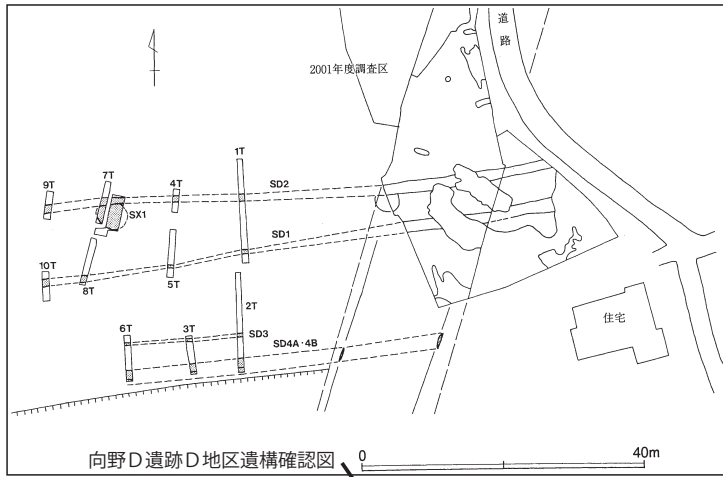 道
路
2001年度調査区
1T
7T
4T
9T
SD2
SX1
SD1
10T
8T
5T
2T
6T
3T
SD3
SD4A・4B
住宅
向野D遺跡D地区遺構確認図
0
40m